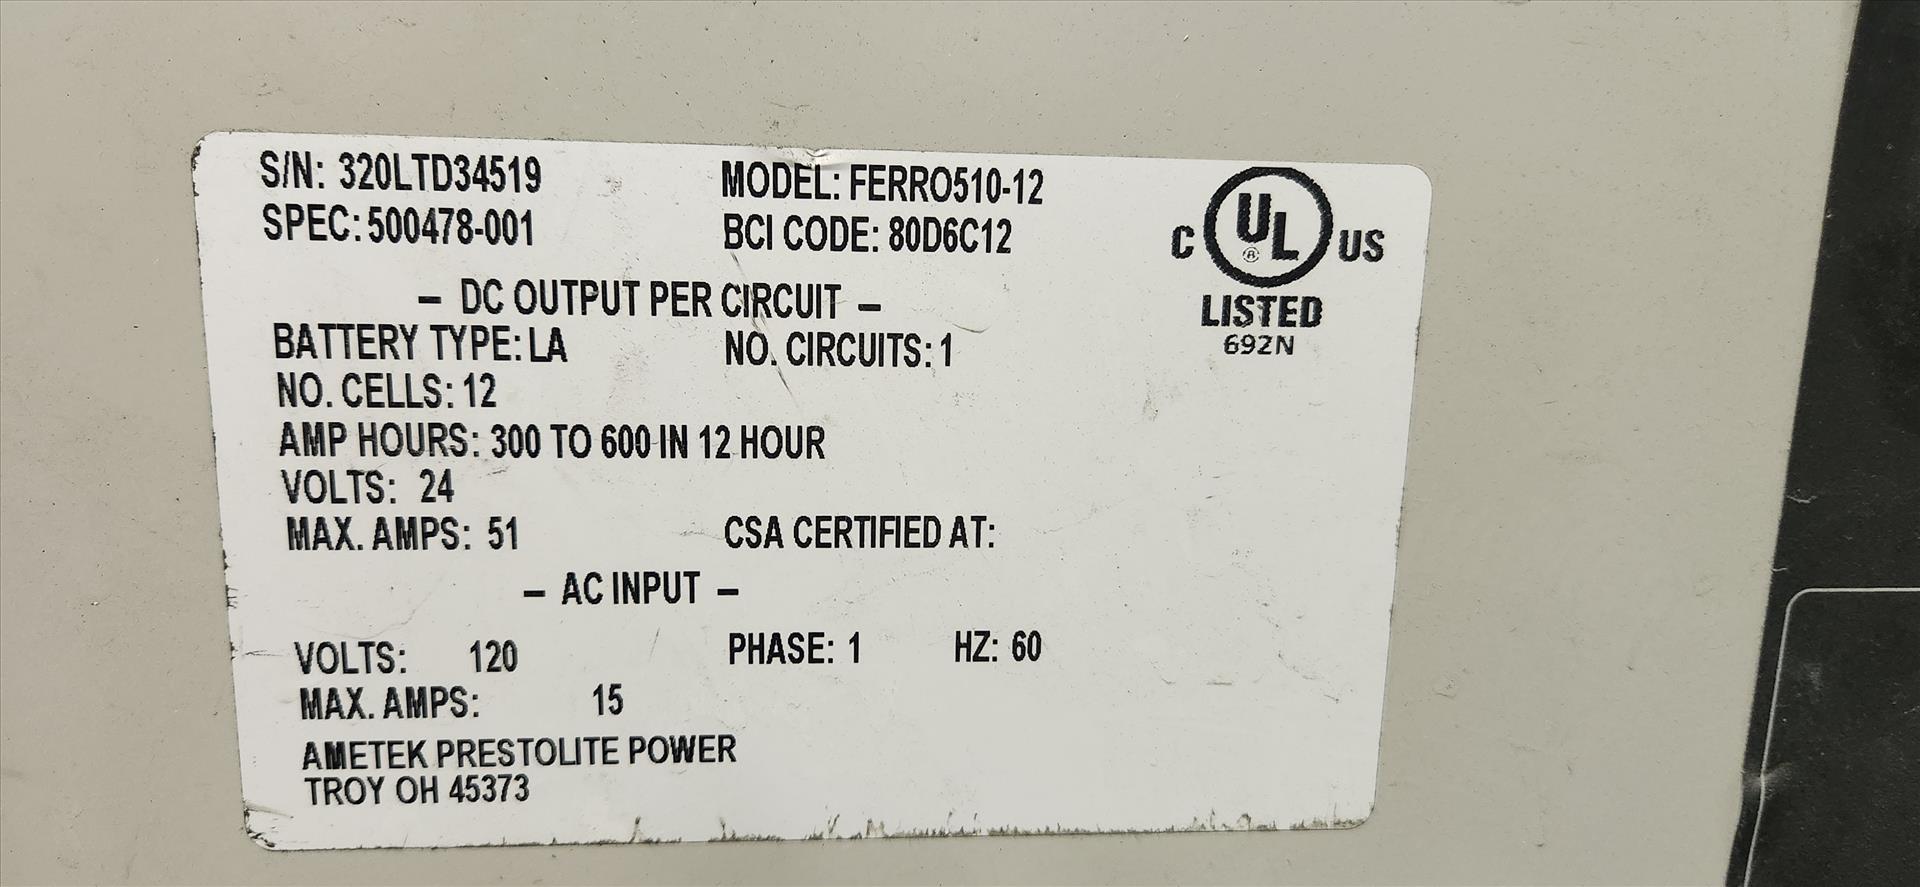 S/N: 320LTD34519 MODEL: FERRO510-12
SPEC: 500478-001 BCI CODE: 80D6C12
C UL ® US
LISTED
692N
– DC OUTPUT PER CIRCUIT –
BATTERY TYPE: LA NO. CIRCUITS: 1
NO. CELLS: 12
AMP HOURS: 300 TO 600 IN 12 HOUR
VOLTS: 24
MAX. AMPS: 51 CSA CERTIFIED AT:
– AC INPUT –
VOLTS: 120 PHASE: 1 HZ: 60
MAX. AMPS: 15
AMETEK PRESTOLITE POWER
TROY OH 45373